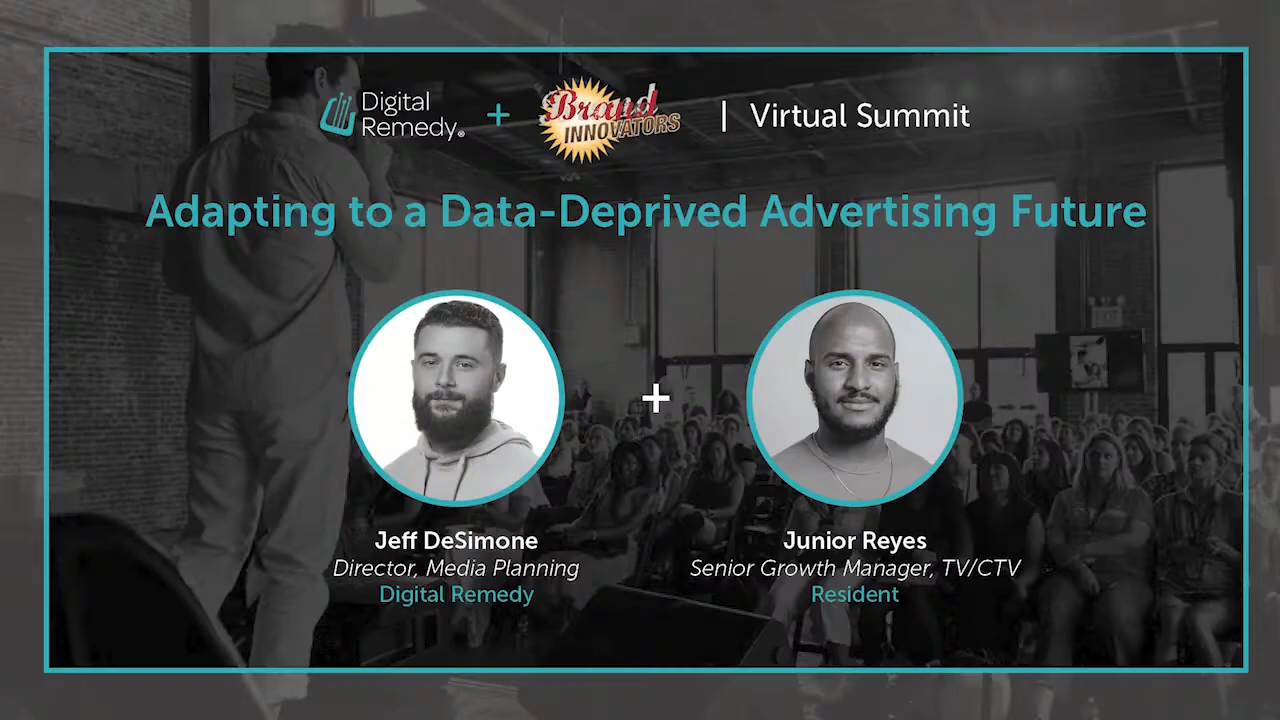 Digital
Remedy®
+
Brand
INNOVATORS
| Virtual Summit
Adapting to a Data-Deprived Advertising Future
+
Jeff DeSimone
Director, Media Planning
Digital Remedy
Junior Reyes
Senior Growth Manager, TV/CTV
Resident
EXIT